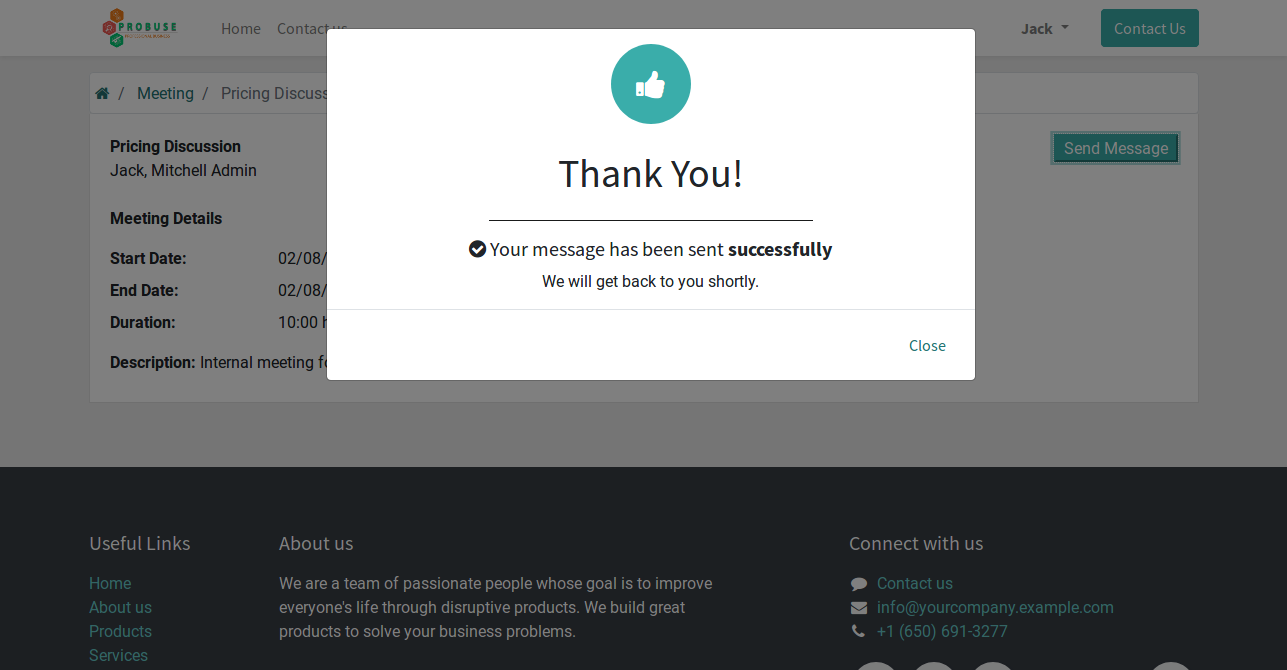 PROBUSE
Home Contact us
Jack
Contact Us
/ Meeting / Pricing Discuss
Pricing Discussion
Jack, Mitchell Admin
Send Message
Meeting Details
Start Date: 02/08/
End Date: 02/08/
Duration: 10:00 h
Description: Internal meeting fo
Thank You!
Your message has been sent successfully
We will get back to you shortly.
Close
Useful Links
Home
About us
Products
Services
About us
We are a team of passionate people whose goal is to improve
everyone's life through disruptive products. We build great
products to solve your business problems.
Connect with us
Contact us
info@yourcompany.example.com
+1 (650) 691-3277